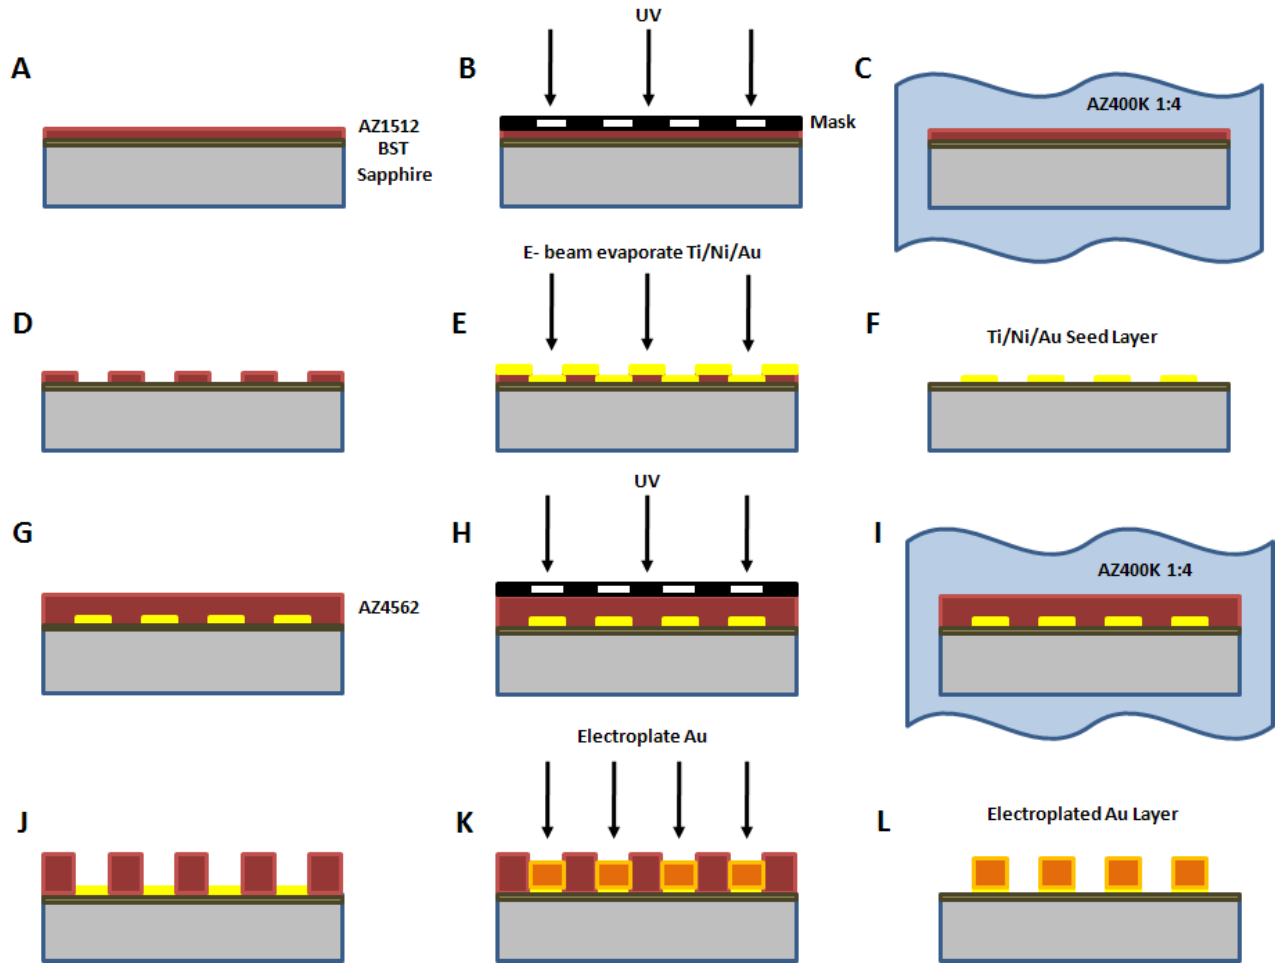 UV
A
B
C
AZ1512
BST
Sapphire
Mask
AZ400K 1:4
E- beam evaporate Ti/Ni/Au
D
E
F
Ti/Ni/Au Seed Layer
UV
G
H
I
AZ4562
AZ400K 1:4
Electroplate Au
J
K
L
Electroplated Au Layer